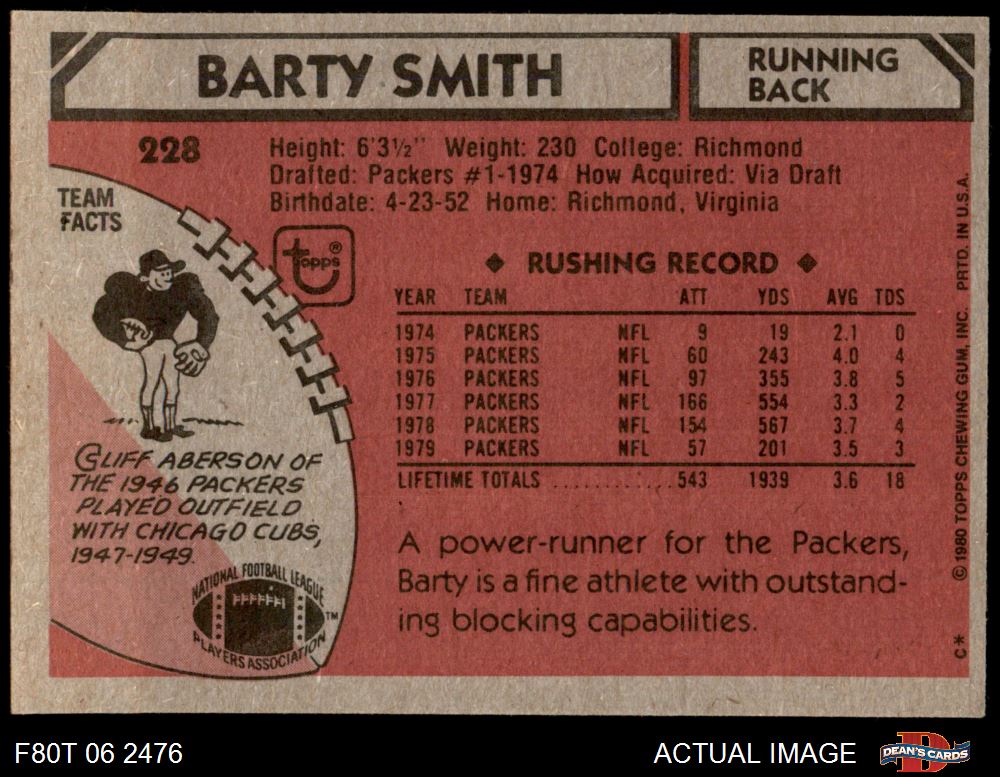 BARTY SMITH
RUNNING
BACK
228
Height: 6'3½" Weight: 230 College: Richmond
Drafted: Packers #1-1974 How Acquired: Via Draft
Birthdate: 4-23-52 Home: Richmond, Virginia
TEAM
FACTS
topps®
◆ RUSHING RECORD ◆
YEAR TEAM ATT YDS AVG TDS
1974 PACKERS NFL 9 19 2.1 0
1975 PACKERS NFL 60 243 4.0 4
1976 PACKERS NFL 97 355 3.8 5
1977 PACKERS NFL 166 554 3.3 2
1978 PACKERS NFL 154 567 3.7 4
1979 PACKERS NFL 57 201 3.5 3
LIFETIME TOTALS ............ 543 1939 3.6 18
CLIFF ABERSON OF
THE 1946 PACKERS
PLAYED OUTFIELD
WITH CHICAGO CUBS,
1947-1949.
NATIONAL FOOTBALL LEAGUE
PLAYERS ASSOCIATION
TM
A power-runner for the Packers,
Barty is a fine athlete with outstand-
ing blocking capabilities.
© 1980 TOPPS CHEWING GUM, INC. PRTD. IN U.S.A.
C*
F80T 06 2476
ACTUAL IMAGE
DEAN'S CARDS